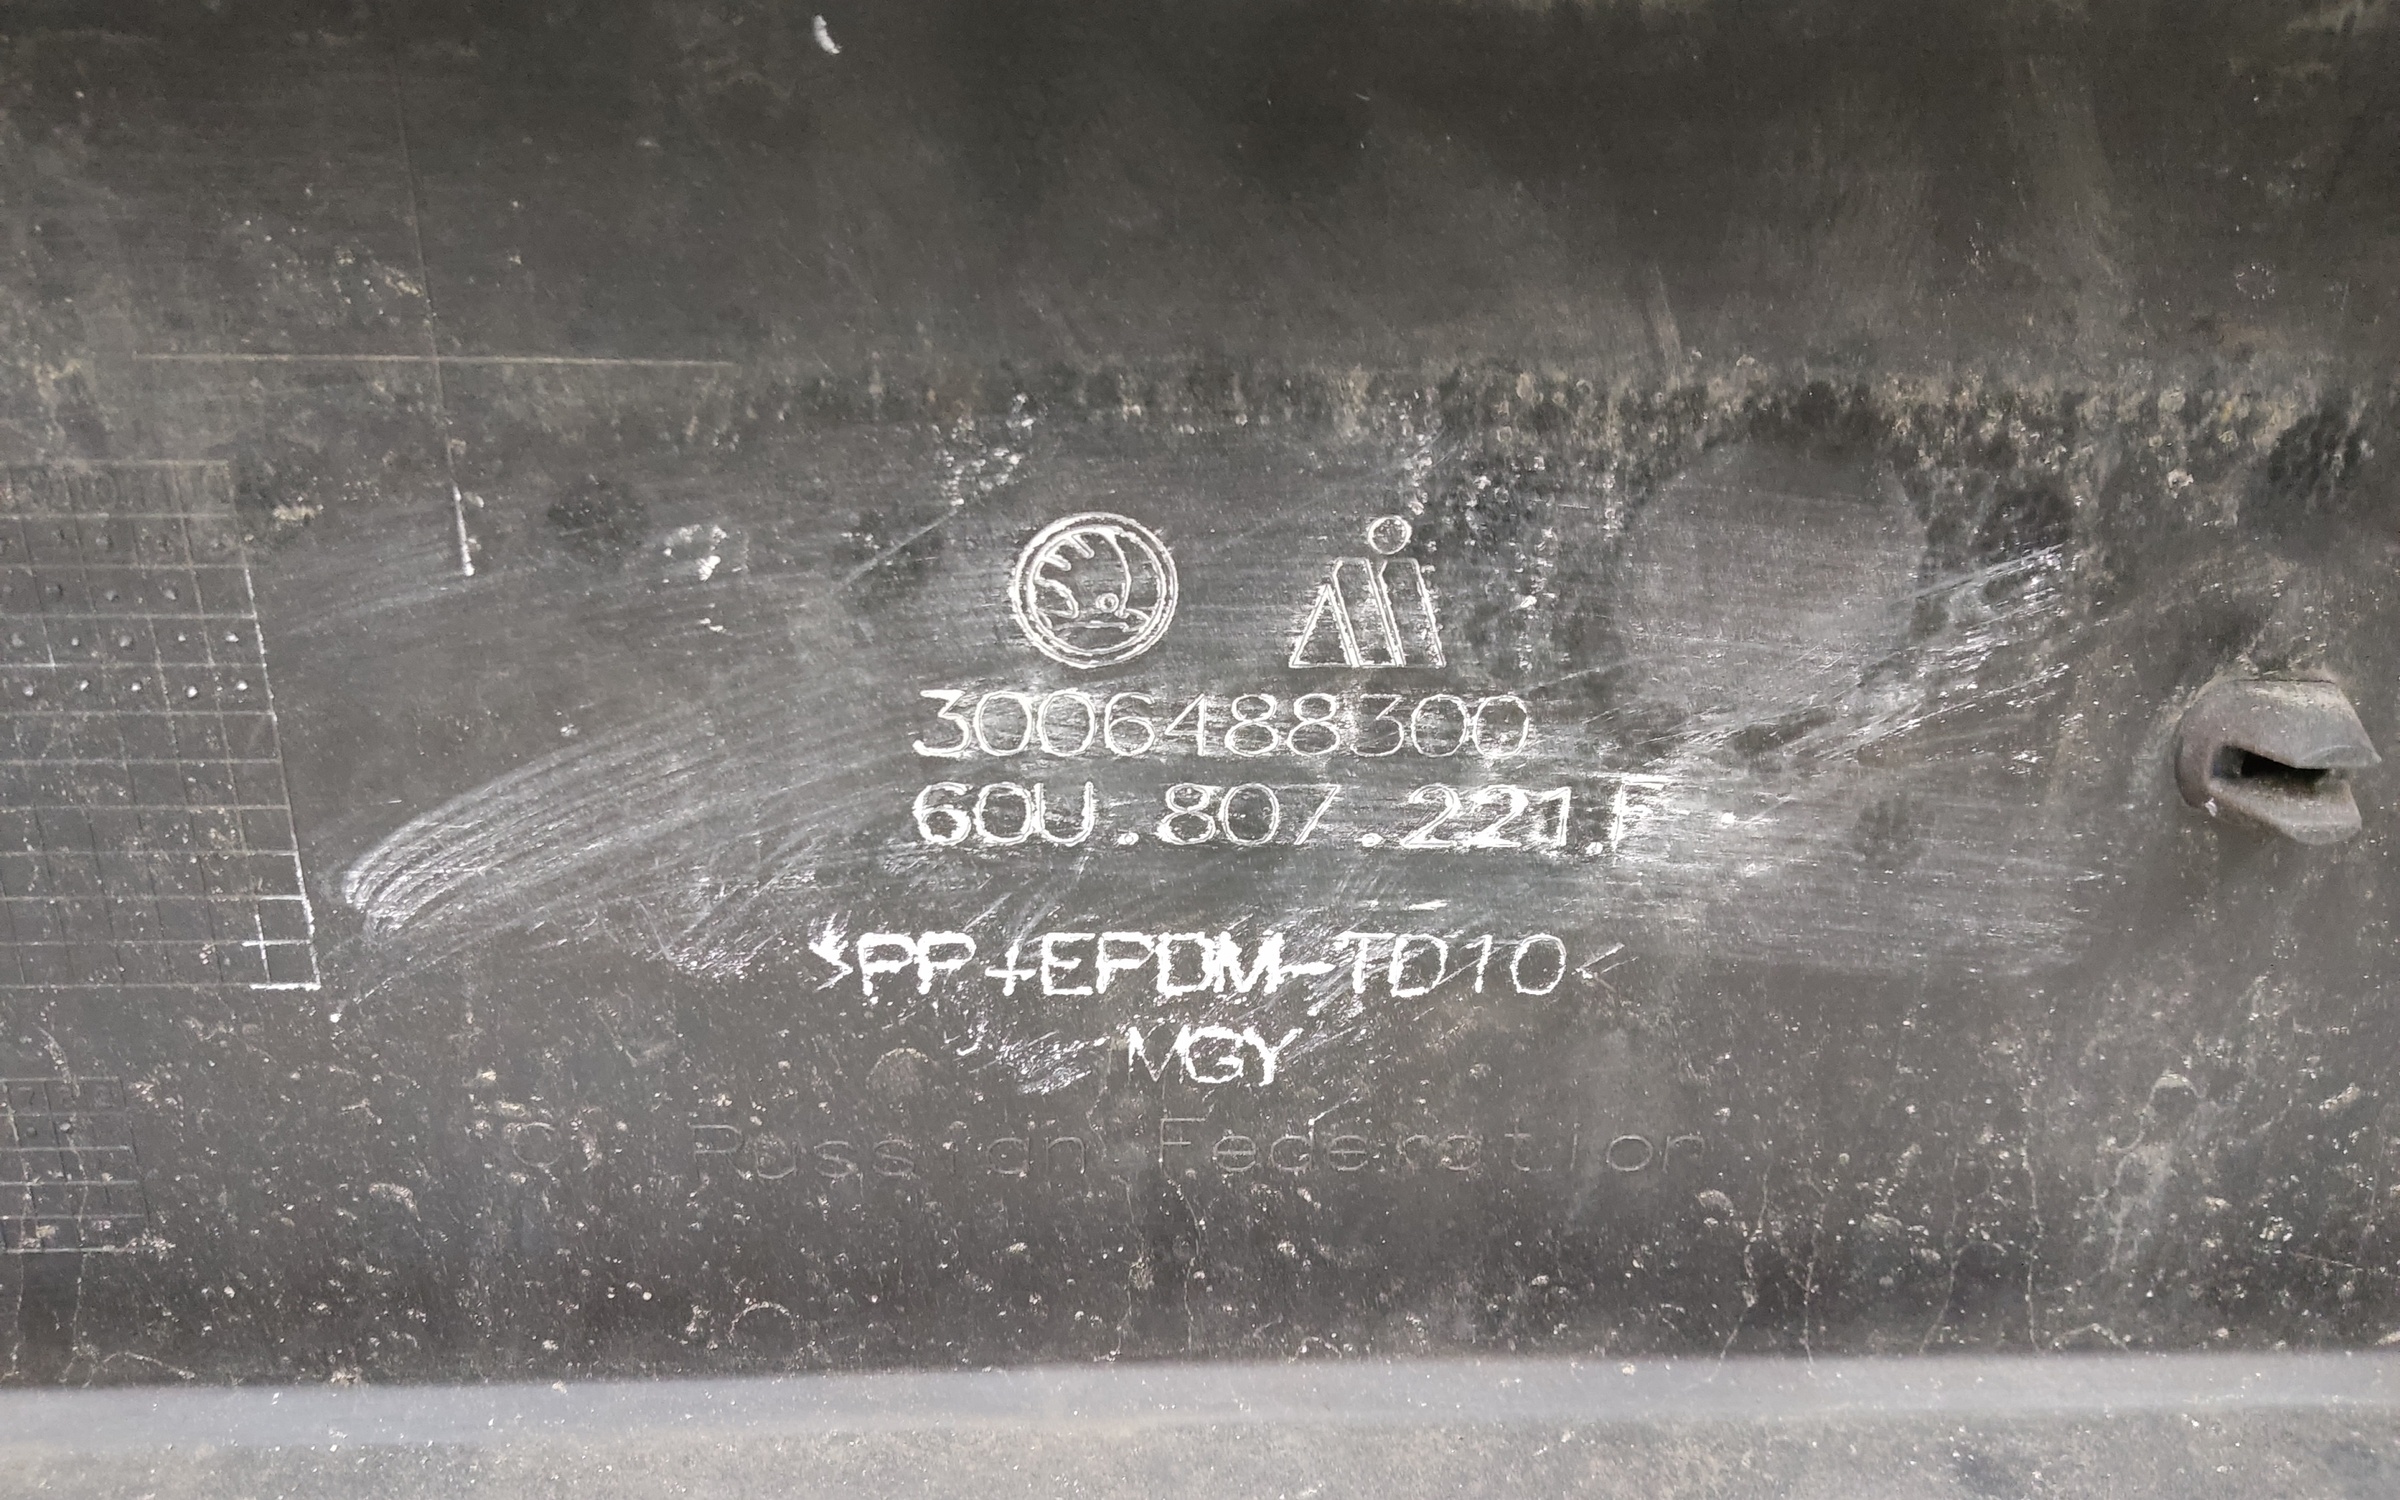 3006488300
60U.807.221.F
>PP+EPDM-TD10<
MGY
Russian Federation